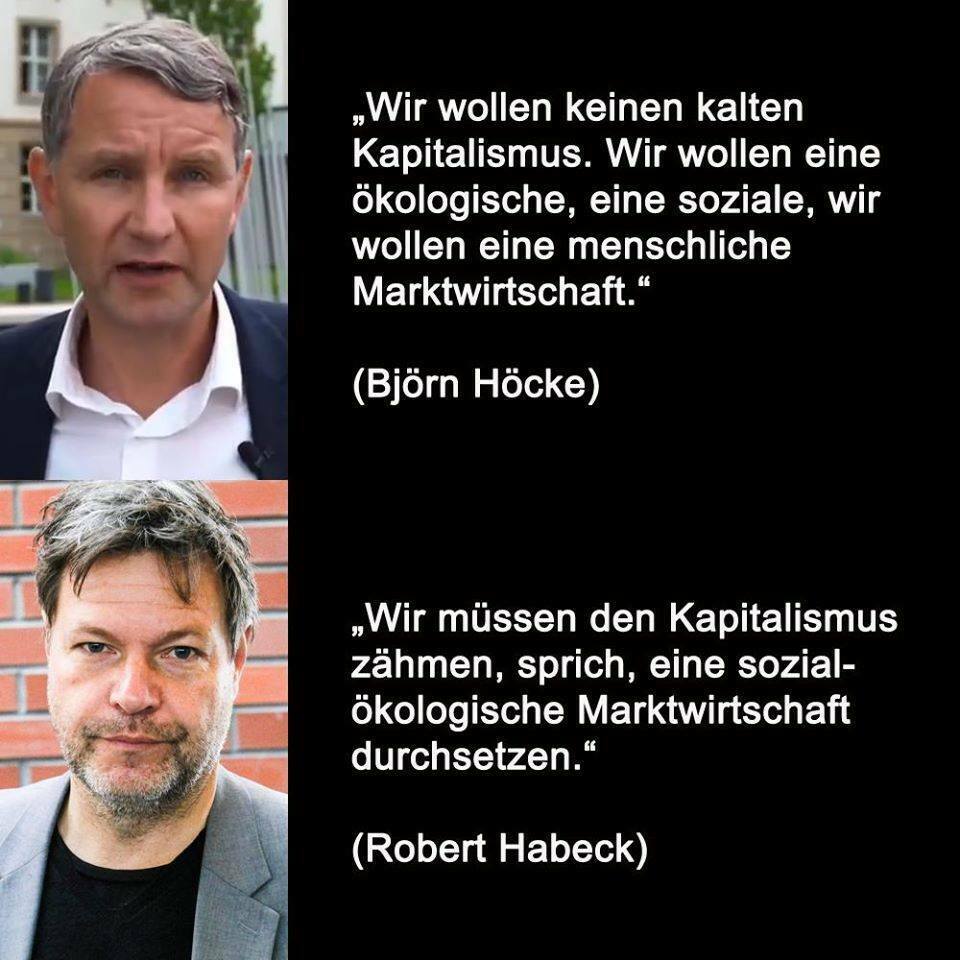 „Wir wollen keinen kalten
Kapitalismus. Wir wollen eine
ökologische, eine soziale, wir
wollen eine menschliche
Marktwirtschaft.“
(Björn Höcke)
„Wir müssen den Kapitalismus
zähmen, sprich, eine sozial-
ökologische Marktwirtschaft
durchsetzen.“
(Robert Habeck)